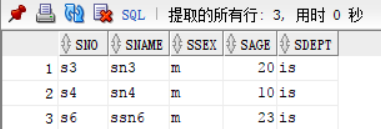 SQL | 提取的所有行: 3, 用时 0 秒
SNO SNAME SSEX SAGE SDEPT
1 s3 sn3 m 20 is
2 s4 sn4 m 10 is
3 s6 ssn6 m 23 is